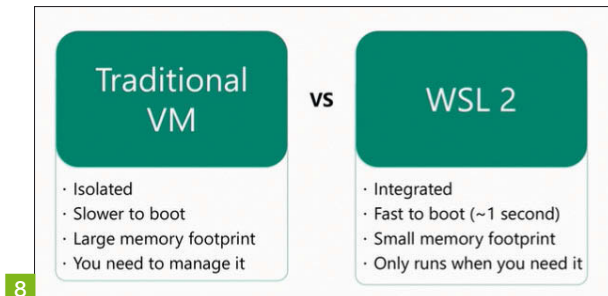 Traditional
VM
· Isolated
· Slower to boot
· Large memory footprint
· You need to manage it
vs
WSL 2
· Integrated
· Fast to boot (~1 second)
· Small memory footprint
· Only runs when you need it
8